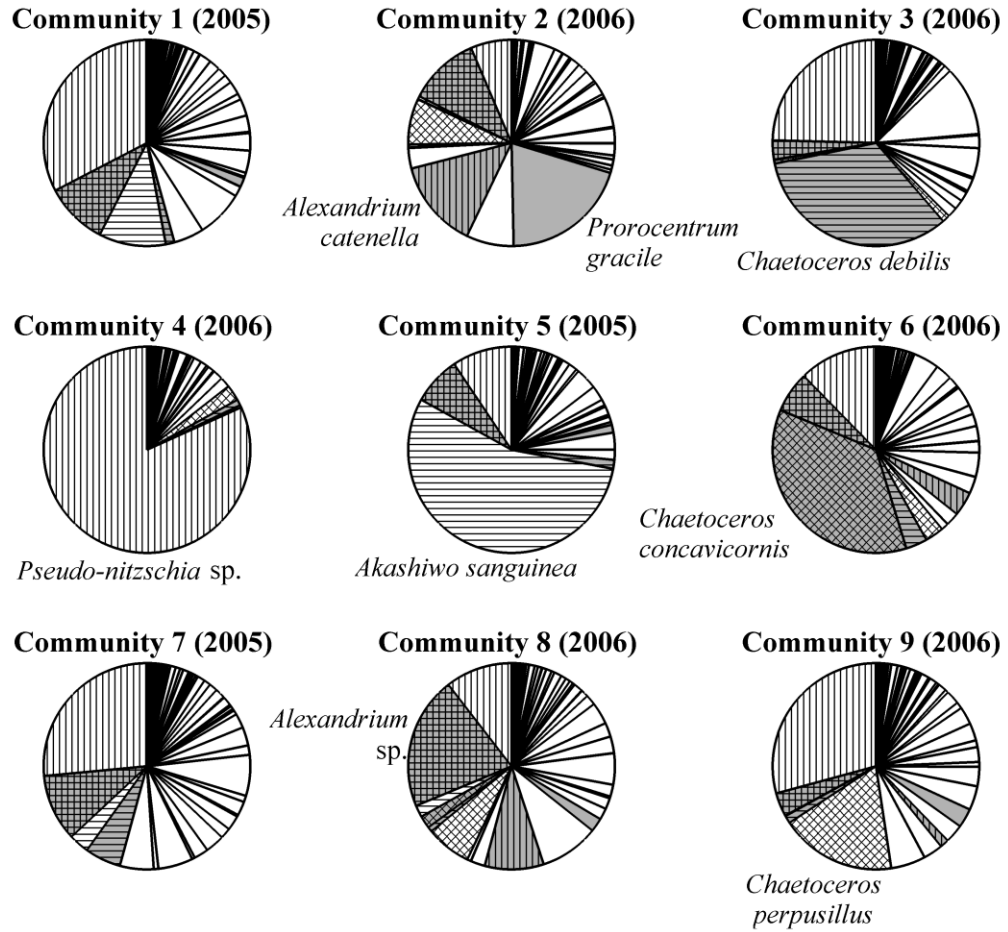 Community 1 (2005)
Community 2 (2006)
Community 3 (2006)
Alexandrium
catenella
Prorocentrum
gracile
Chaetoceros debilis
Community 4 (2006)
Community 5 (2005)
Community 6 (2006)
Pseudo-nitzschia sp.
Akashiwo sanguinea
Chaetoceros
concavicornis
Community 7 (2005)
Community 8 (2006)
Community 9 (2006)
Alexandrium
sp.
Chaetoceros
perpusillus